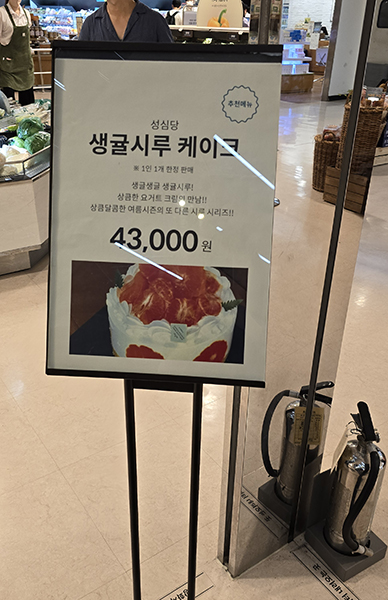 추천메뉴
성심당
생귤시루 케이크
※ 1인 1개 한정 판매
생귤생귤 생귤시루!
상큼한 요거트 크림의 만남!!
상큼달콤한 여름시즌의 또 다른 시루 시리즈!!
43,000원